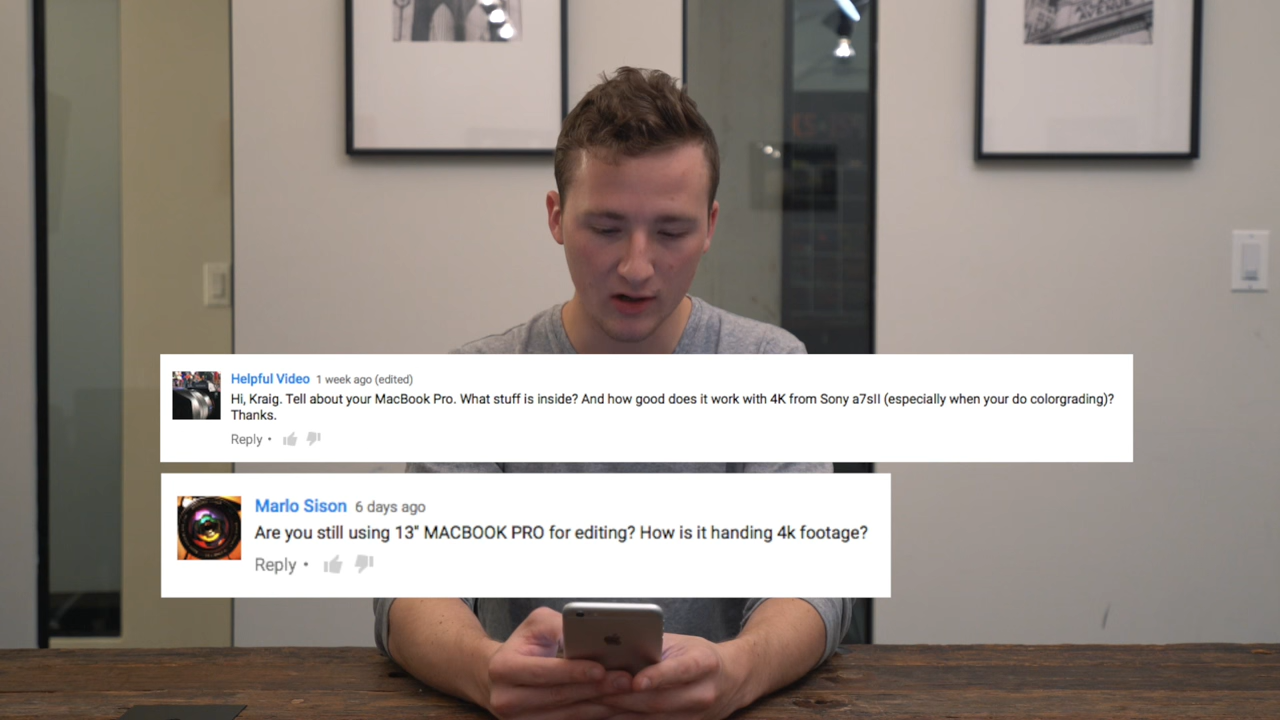 AVENUE
Helpful Video 1 week ago (edited)
Hi, Kraig. Tell about your MacBook Pro. What stuff is inside? And how good does it work with 4K from Sony a7sII (especially when your do colorgrading)?
Thanks.
Reply •
Marlo Sison 6 days ago
Are you still using 13" MACBOOK PRO for editing? How is it handing 4k footage?
Reply •